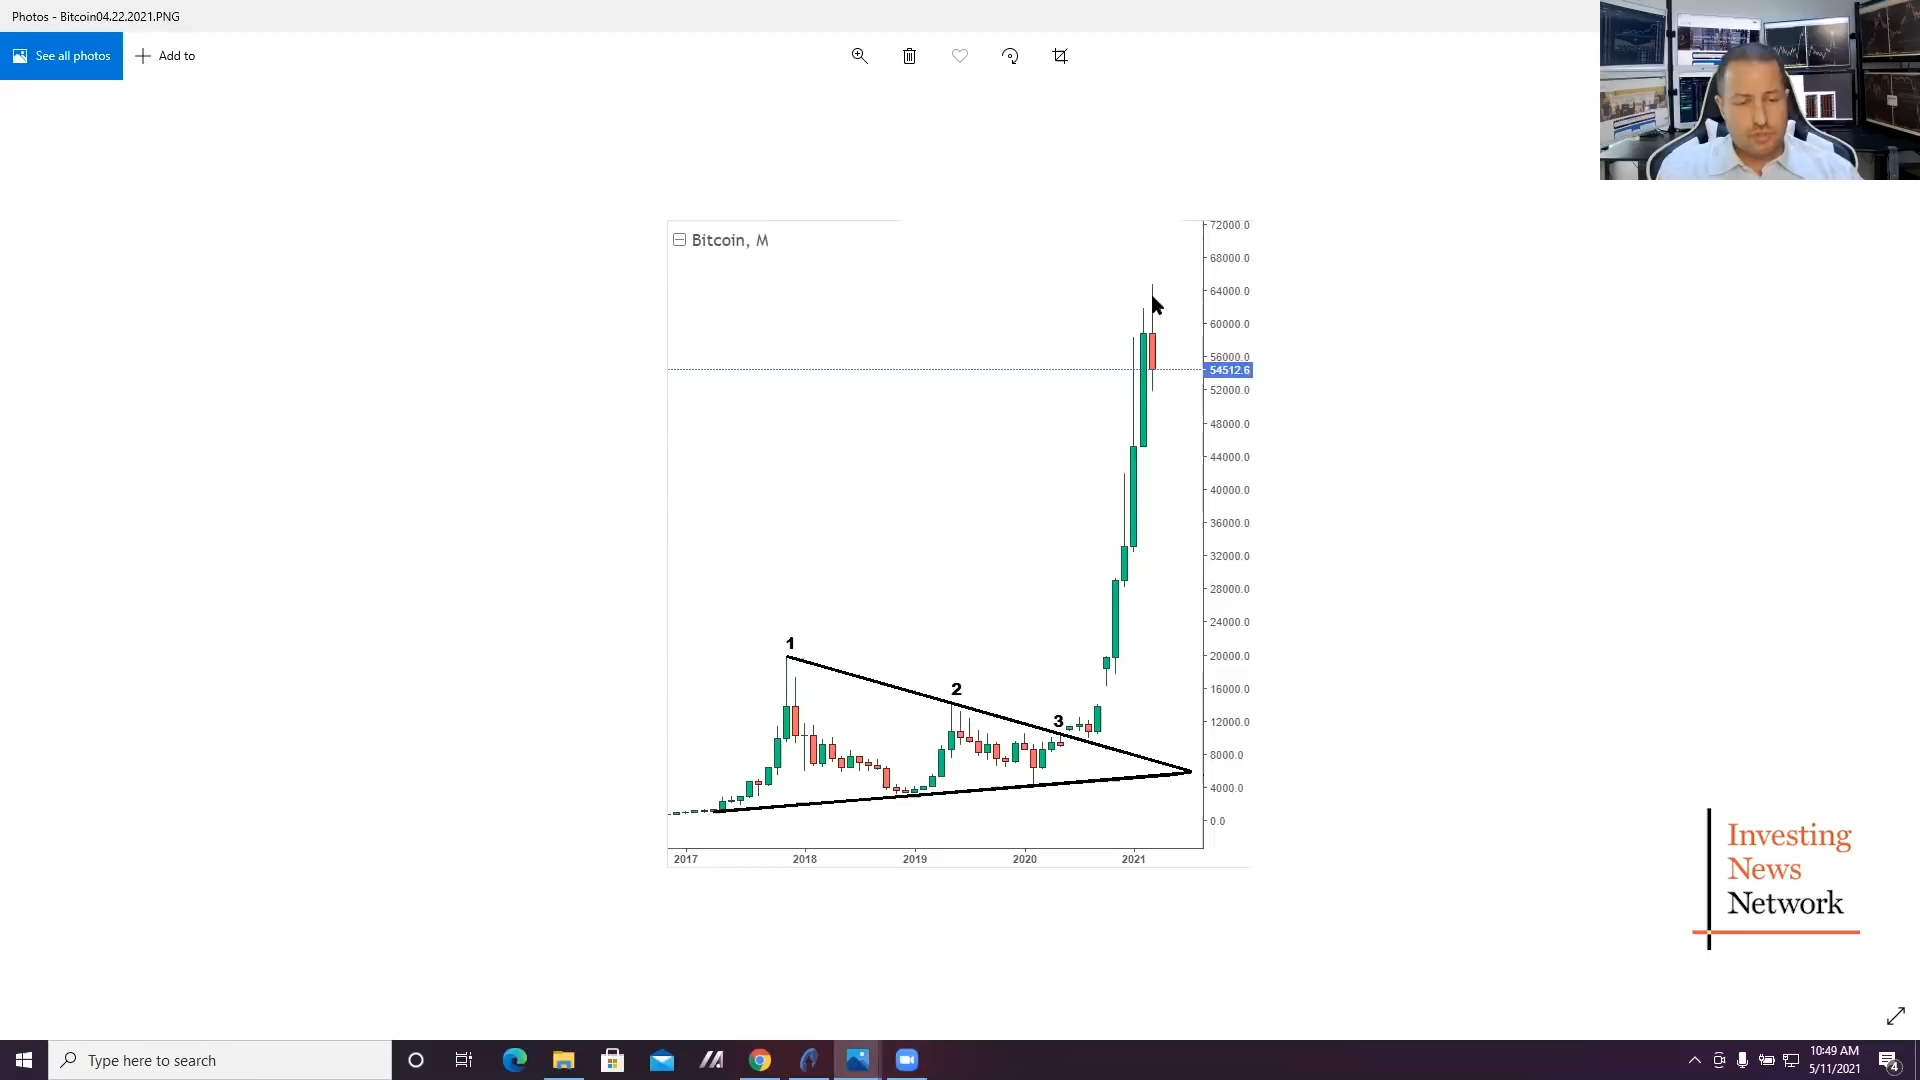 Photos - Bitcoin04.22.2021.PNG
See all photos
Add to
Bitcoin, M
72000.0
68000.0
64000.0
60000.0
56000.0
54512.6
52000.0
48000.0
44000.0
40000.0
36000.0
32000.0
28000.0
24000.0
20000.0
16000.0
12000.0
8000.0
4000.0
0.0
1
2
3
2017 2018 2019 2020 2021
Investing
News
Network
Type here to search
10:49 AM
5/11/2021
4